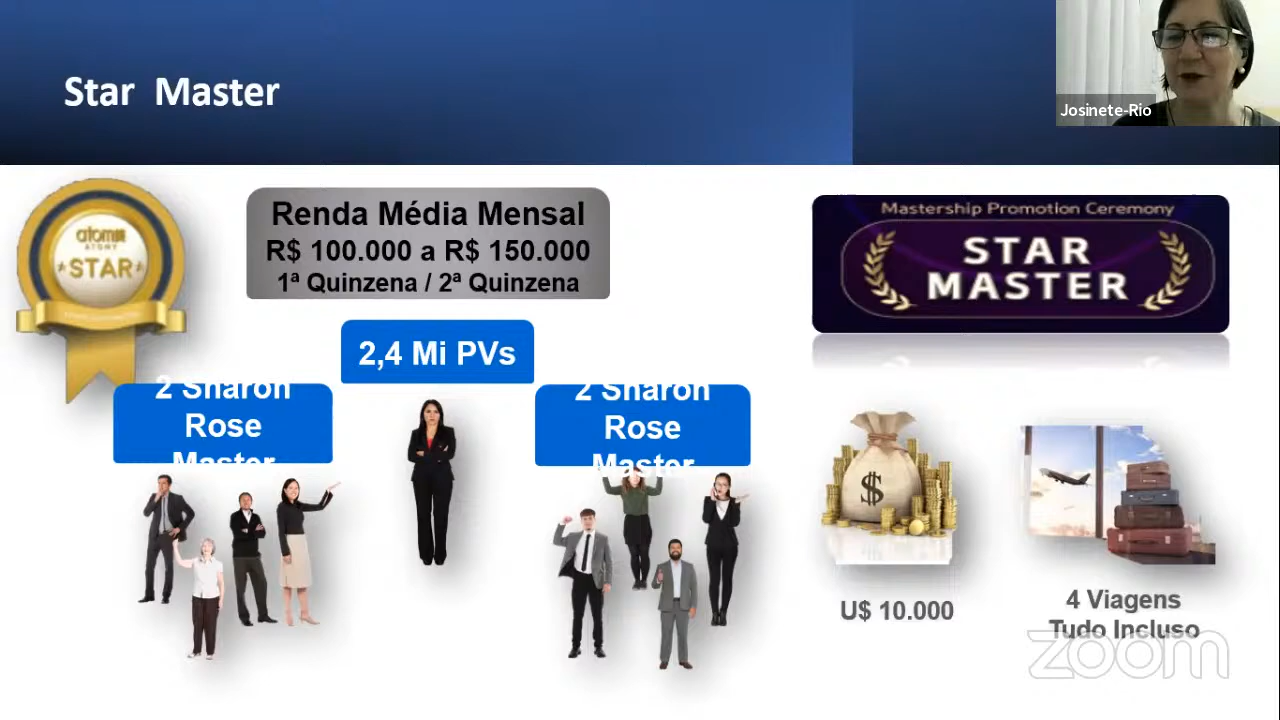 Star Master
Josinete-Rio
atomy
ATOMY
STAR
Renda Média Mensal
R$ 100.000 a R$ 150.000
1ª Quinzena / 2ª Quinzena
Mastership Promotion Ceremony
STAR
MASTER
2,4 Mi PVs
2 Sharon
Rose
Master
2 Sharon
Rose
Master
$
U$ 10.000
4 Viagens
Tudo Incluso
zoom